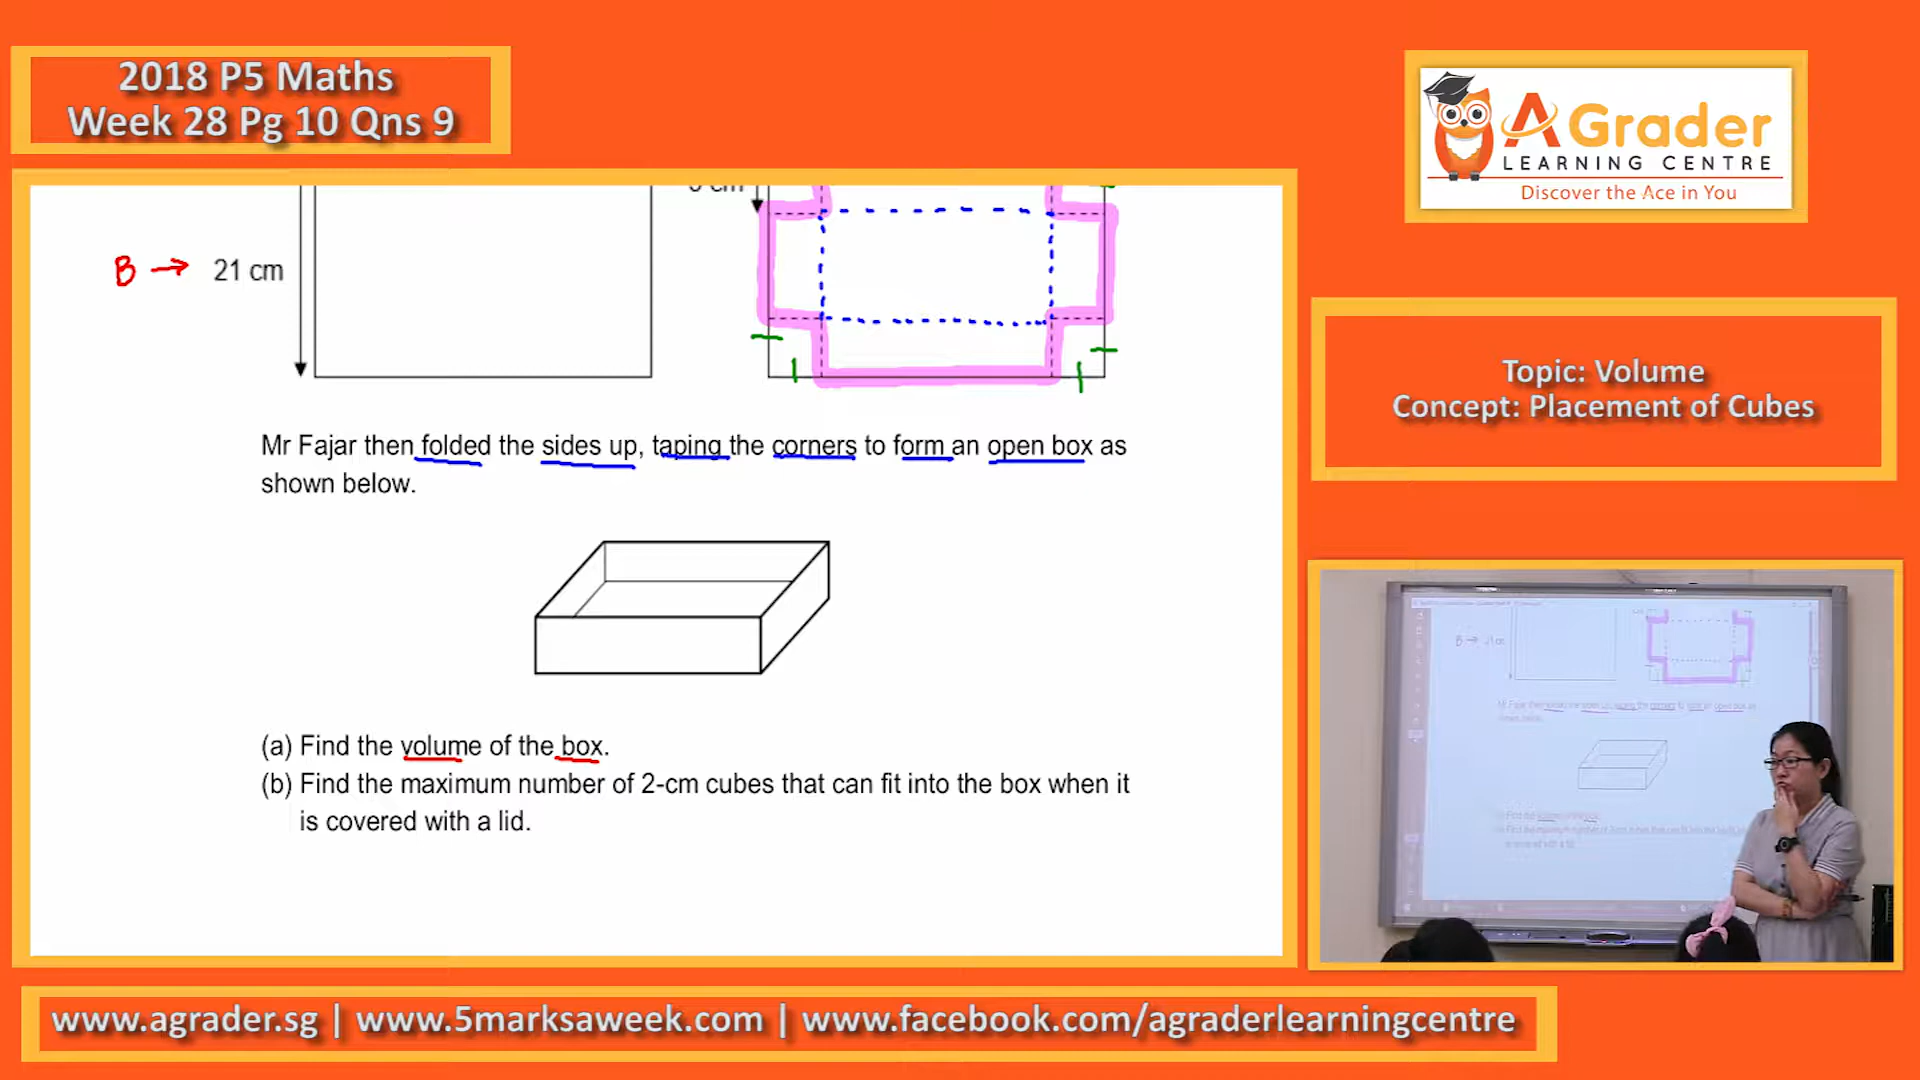 2018 P5 Maths
Week 28 Pg 10 Qns 9
A Grader
LEARNING CENTRE
Discover the Ace in You
cm
B → 21 cm
Mr Fajar then folded the sides up, taping the corners to form an open box as
shown below.
(a) Find the volume of the box.
(b) Find the maximum number of 2-cm cubes that can fit into the box when it
is covered with a lid.
Topic: Volume
Concept: Placement of Cubes
www.agrader.sg | www.5marksaweek.com | www.facebook.com/agraderlearningcentre